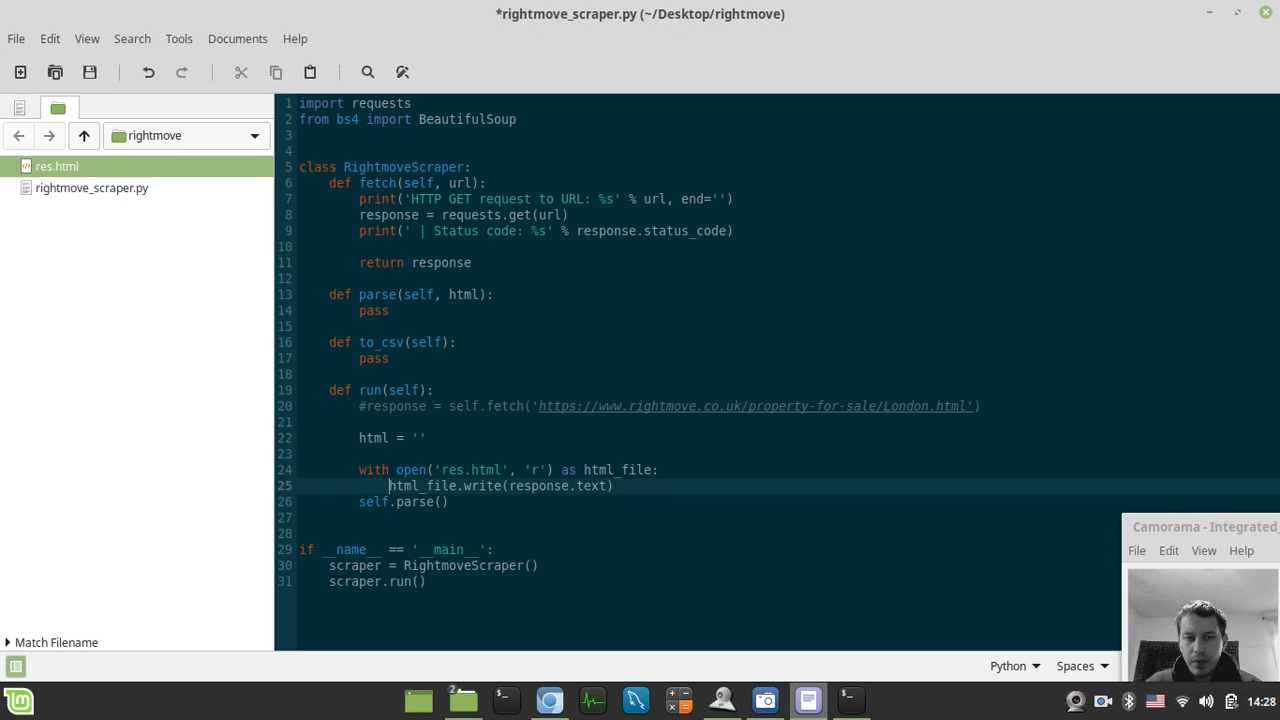 *rightmove_scraper.py (~/Desktop/rightmove)
File Edit View Search Tools Documents Help
rightmove
res.html
rightmove_scraper.py
1 import requests
2 from bs4 import BeautifulSoup
3
4
5 class RightmoveScraper:
6     def fetch(self, url):
7         print('HTTP GET request to URL: %s' % url, end='')
8         response = requests.get(url)
9         print(' | Status code: %s' % response.status_code)
10
11         return response
12
13     def parse(self, html):
14         pass
15
16     def to_csv(self):
17         pass
18
19     def run(self):
20         #response = self.fetch('https://www.rightmove.co.uk/property-for-sale/London.html')
21
22         html = ''
23
24         with open('res.html', 'r') as html_file:
25             html_file.write(response.text)
26         self.parse()
27
28
29 if __name__ == '__main__':
30     scraper = RightmoveScraper()
31     scraper.run()
Camorama - Integrated_
File Edit View Help
Match Filename
Python Spaces
2
14:28